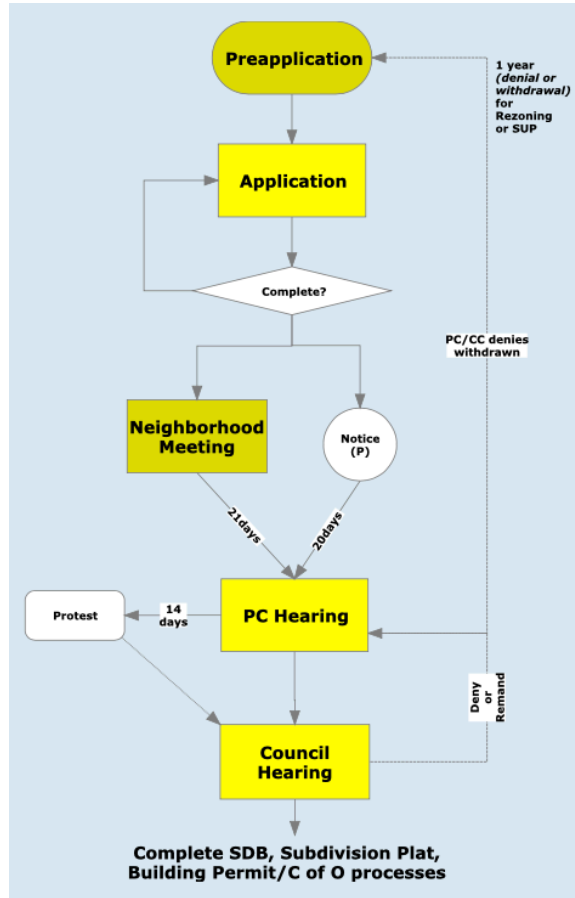 Preapplication
1 year
(denial or
withdrawal)
for
Rezoning
or SUP
Application
Complete?
PC/CC denies
withdrawn
Neighborhood
Meeting
Notice
(P)
21days
20days
PC Hearing
14
days
Protest
Deny
or
Remand
Council
Hearing
Complete SDB, Subdivision Plat,
Building Permit/C of O processes